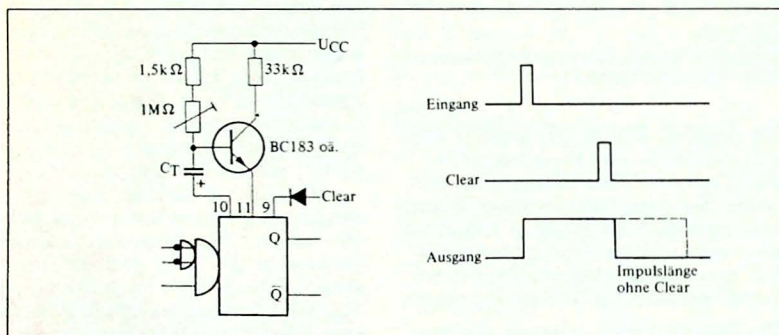 UCC
1,5kΩ
33kΩ
1MΩ
BC183 oä.
CT
+
10 11 9
Clear
Q
Q̅
Eingang
Clear
Ausgang
Impulslänge
ohne Clear